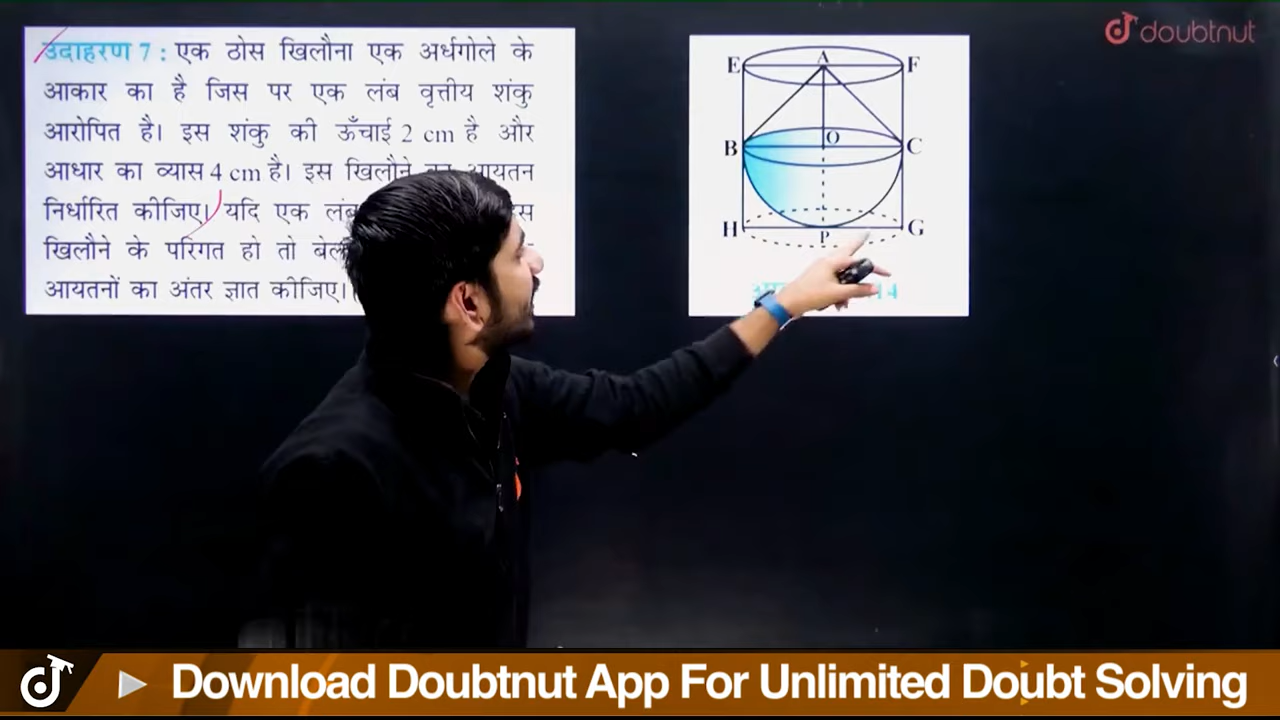 उदाहरण 7 : एक ठोस खिलौना एक अर्धगोले के
आकार का है जिस पर एक लंब वृत्तीय शंकु
आरोपित है। इस शंकु की ऊँचाई 2 cm है और
आधार का व्यास 4 cm है। इस खिलौने का आयतन
निर्धारित कीजिए। यदि एक लंब
खिलौने के परिगत हो तो
आयतनों का अंतर ज्ञात कीजिए।
E A F
B O C
H P G
doubtnut
Download Doubtnut App For Unlimited Doubt Solving